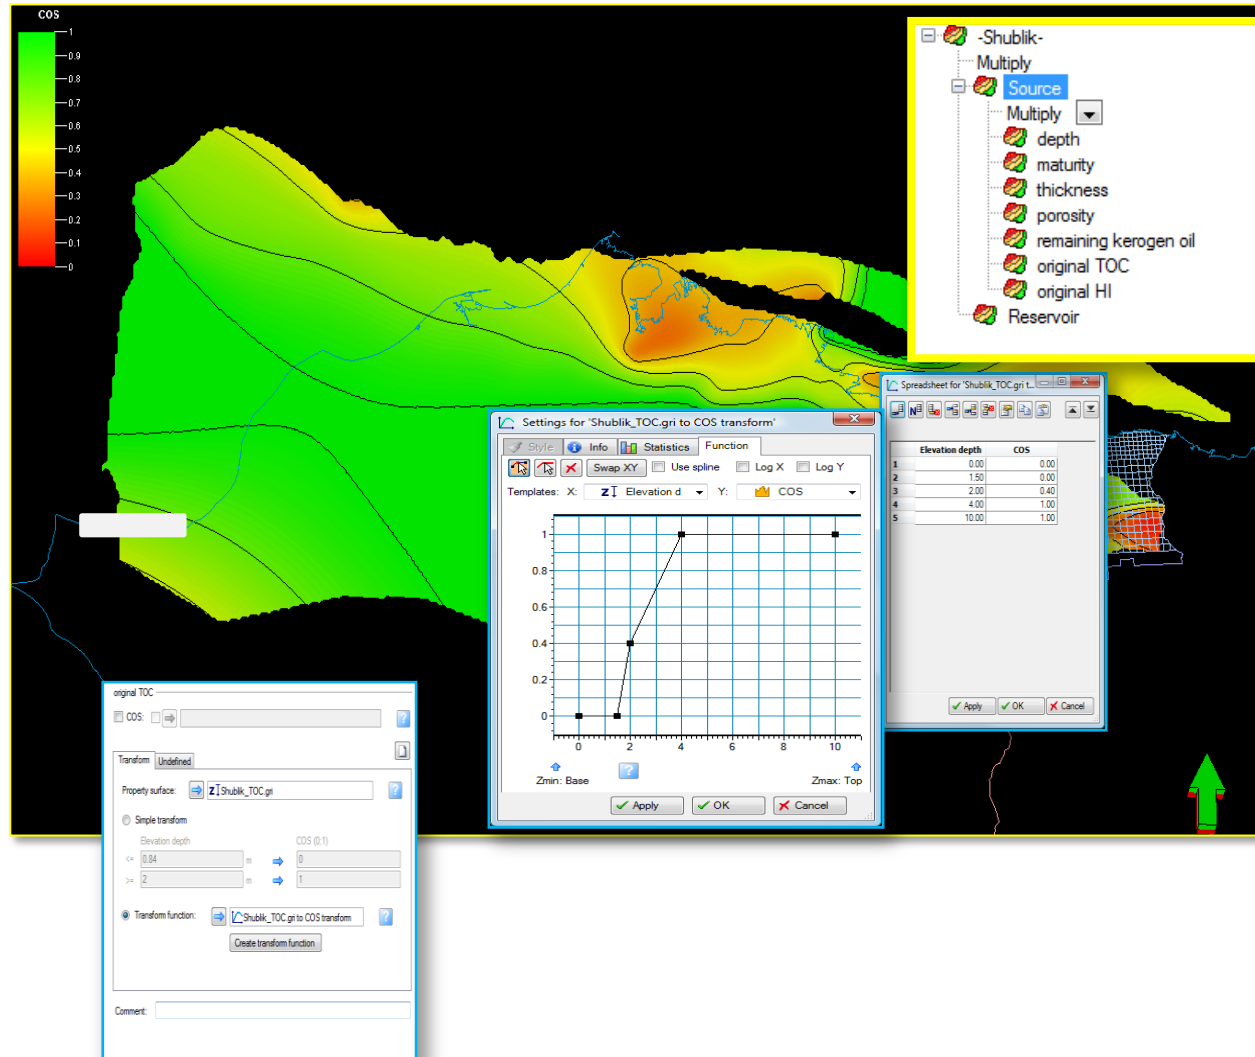 COS
1
0.9
0.8
0.7
0.6
0.5
0.4
0.3
0.2
0.1
0
-Shublik-
Multiply
Source
Multiply
depth
maturity
thickness
porosity
remaining kerogen oil
original TOC
original HI
Reservoir
Settings for 'Shublik_TOC.gri to COS transform'
Style Info Statistics Function
Swap XY Use spline Log X Log Y
Templates: X: Z Elevation d Y: COS
1
0.8
0.6
0.4
0.2
0
0 2 4 6 8 10
Zmin: Base ? Zmax: Top
Apply OK Cancel
Spreadsheet for 'Shublik_TOC.gri t...
N
Elevation depth COS
1 0.00 0.00
2 1.50 0.00
3 2.00 0.40
4 4.00 1.00
5 10.00 1.00
Apply OK Cancel
original TOC
COS: ?
Transform Undefined
Property surface: Z Shublik_TOC.gri ?
Simple transform
Elevation depth COS (0:1)
<= 0.84 m 0
>= 2 m 1
Transform function: Shublik_TOC.gri to COS transform ?
Create transform function
Comment: